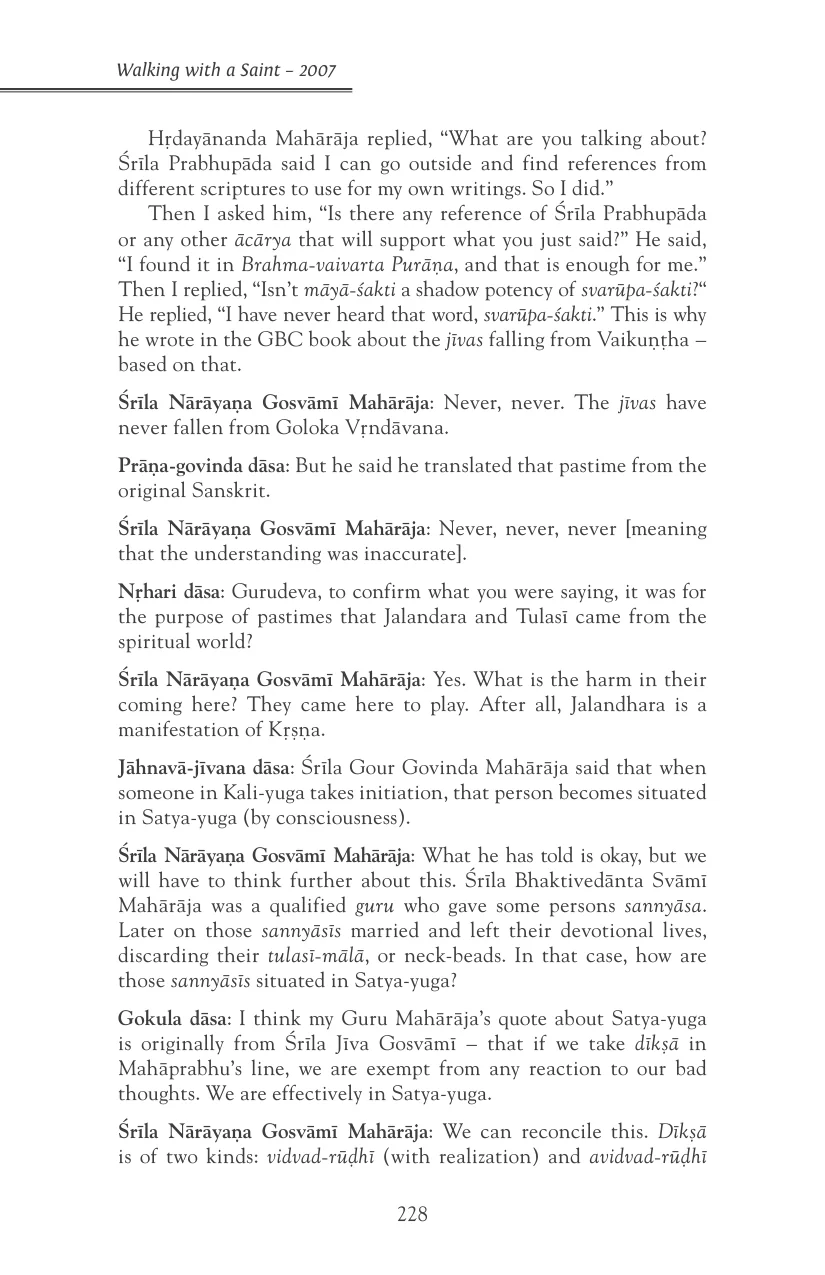 Walking with a Saint – 2007
Hṛdayānanda Mahārāja replied, “What are you talking about?
Śrīla Prabhupāda said I can go outside and find references from
different scriptures to use for my own writings. So I did.”
Then I asked him, “Is there any reference of Śrīla Prabhupāda
or any other ācārya that will support what you just said?” He said,
“I found it in Brahma-vaivarta Purāṇa, and that is enough for me.”
Then I replied, “Isn’t māyā-śakti a shadow potency of svarūpa-śakti?“
He replied, “I have never heard that word, svarūpa-śakti.” This is why
he wrote in the GBC book about the jīvas falling from Vaikuṇṭha –
based on that.
Śrīla Nārāyaṇa Gosvāmī Mahārāja: Never, never. The jīvas have
never fallen from Goloka Vṛndāvana.
Prāṇa-govinda dāsa: But he said he translated that pastime from the
original Sanskrit.
Śrīla Nārāyaṇa Gosvāmī Mahārāja: Never, never, never [meaning
that the understanding was inaccurate].
Nṛhari dāsa: Gurudeva, to confirm what you were saying, it was for
the purpose of pastimes that Jalandara and Tulasī came from the
spiritual world?
Śrīla Nārāyaṇa Gosvāmī Mahārāja: Yes. What is the harm in their
coming here? They came here to play. After all, Jalandhara is a
manifestation of Kṛṣṇa.
Jāhnavā-jīvana dāsa: Śrīla Gour Govinda Mahārāja said that when
someone in Kali-yuga takes initiation, that person becomes situated
in Satya-yuga (by consciousness).
Śrīla Nārāyaṇa Gosvāmī Mahārāja: What he has told is okay, but we
will have to think further about this. Śrīla Bhaktivedānta Svāmī
Mahārāja was a qualified guru who gave some persons sannyāsa.
Later on those sannyāsīs married and left their devotional lives,
discarding their tulasī-mālā, or neck-beads. In that case, how are
those sannyāsīs situated in Satya-yuga?
Gokula dāsa: I think my Guru Mahārāja’s quote about Satya-yuga
is originally from Śrīla Jīva Gosvāmī – that if we take dīkṣā in
Mahāprabhu’s line, we are exempt from any reaction to our bad
thoughts. We are effectively in Satya-yuga.
Śrīla Nārāyaṇa Gosvāmī Mahārāja: We can reconcile this. Dīkṣā
is of two kinds: vidvad-rūḍhī (with realization) and avidvad-rūḍhī
228